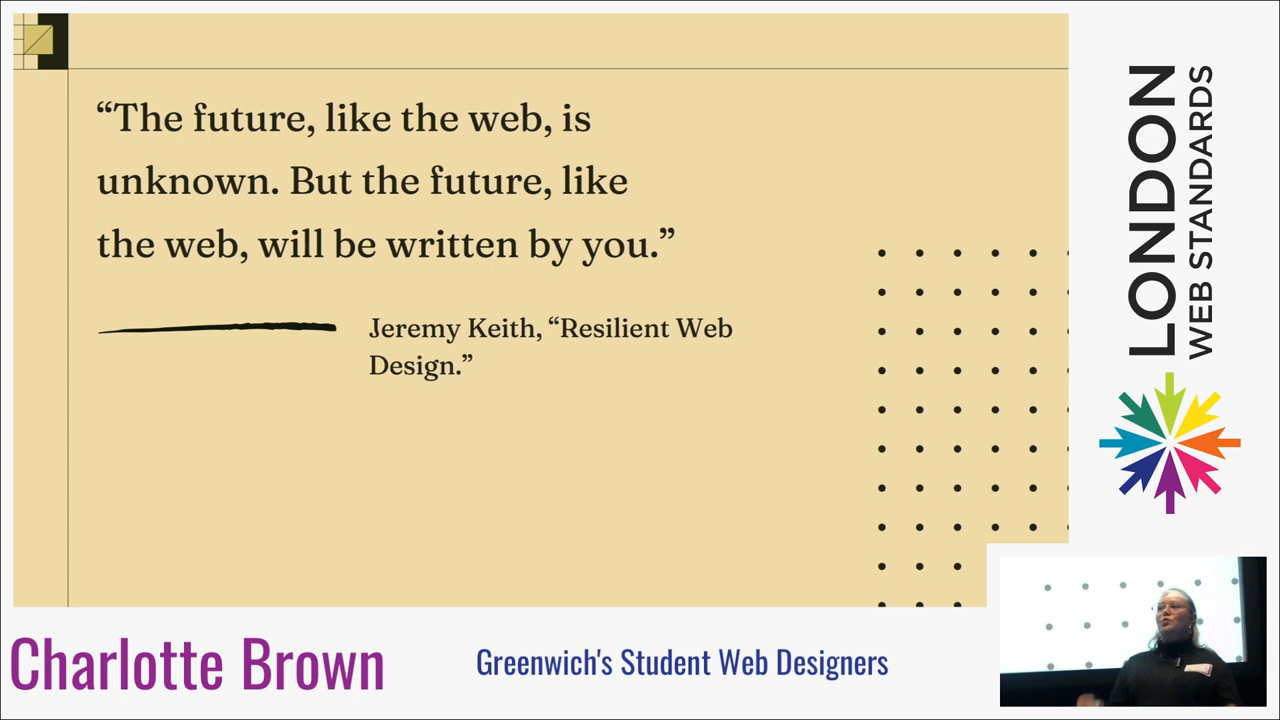 “The future, like the web, is
unknown. But the future, like
the web, will be written by you.”
Jeremy Keith, “Resilient Web
Design.”
LONDON
WEB STANDARDS
Charlotte Brown
Greenwich's Student Web Designers